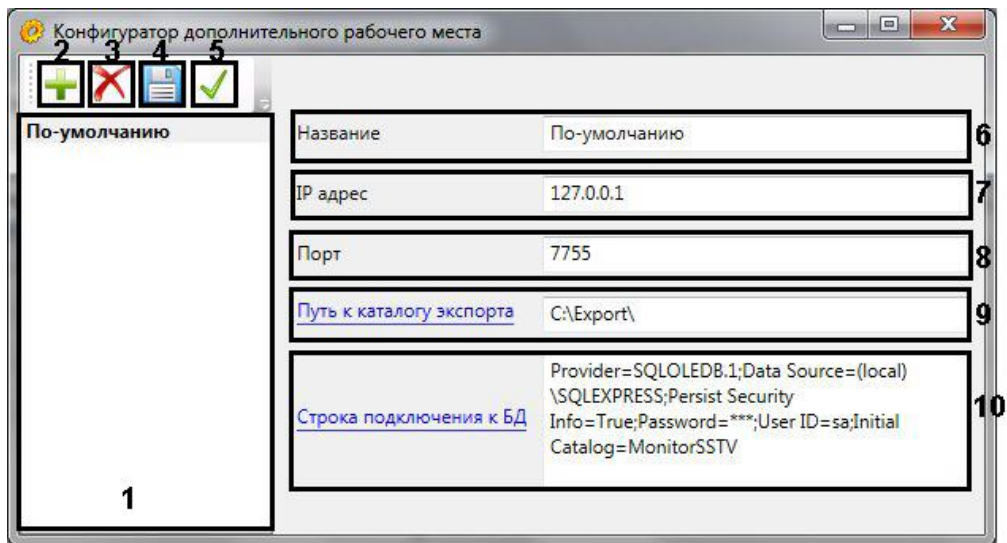 Конфигуратор дополнительного рабочего места
2 3 4 5
По-умолчанию
Название По-умолчанию 6
IP адрес 127.0.0.1 7
Порт 7755 8
Путь к каталогу экспорта C:\Export\ 9
Строка подключения к БД
Provider=SQLOLEDB.1;Data Source=(local)
\SQLEXPRESS;Persist Security
Info=True;Password=***;User ID=sa;Initial
Catalog=MonitorSSTV
10
1